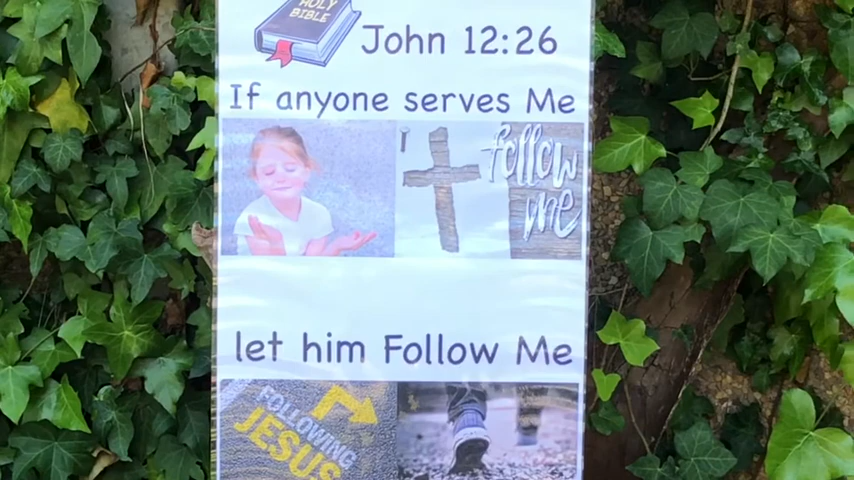 HOLY
BIBLE
John 12:26
If anyone serves Me
follow
me
let him Follow Me
FOLLOWING
JESUS